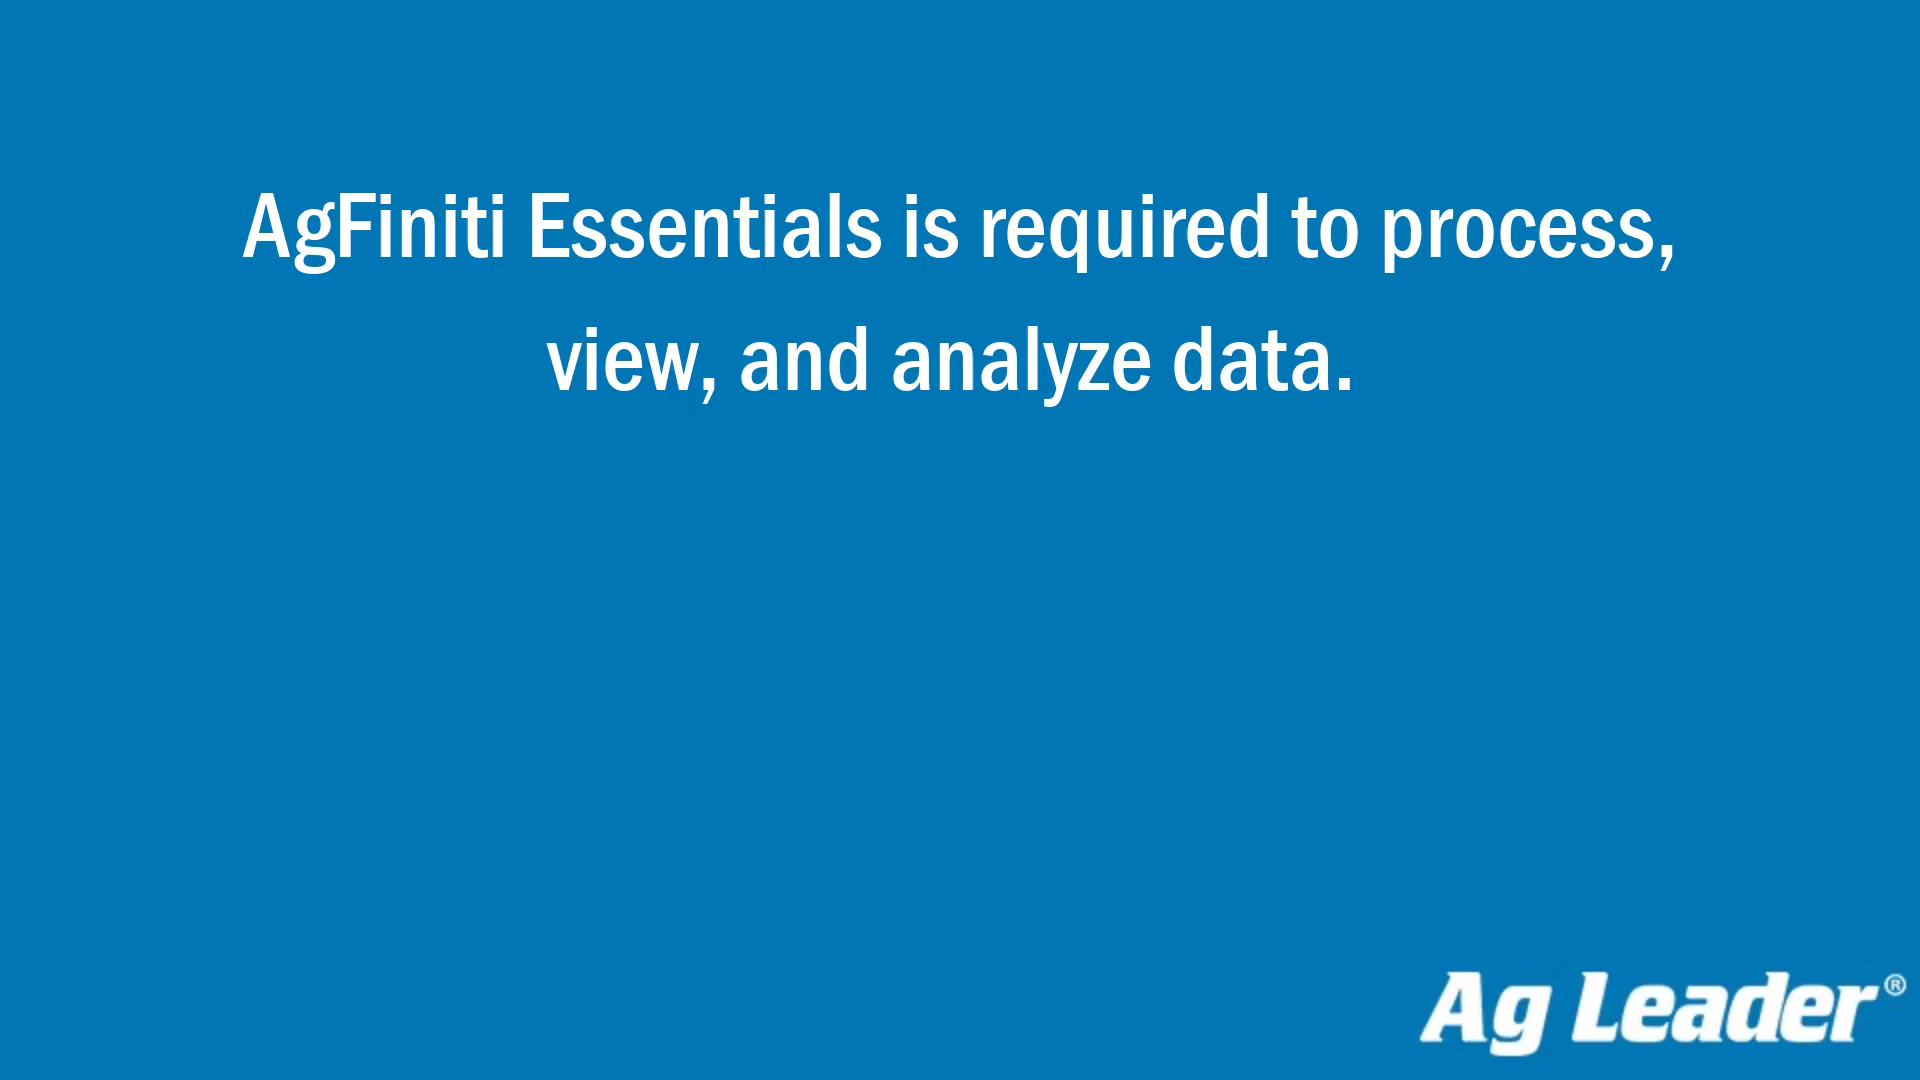 AgFiniti Essentials is required to process,
view, and analyze data.
Ag Leader®